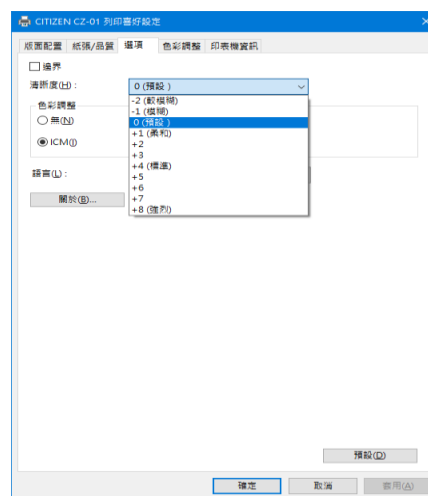 CITIZEN CZ-01 列印喜好設定
版面配置 紙張/品質 選項 色彩調整 印表機資訊
邊界
清晰度(H) : 0 (預設 )
-2 (較模糊)
-1 (模糊)
0 (預設 )
+1 (柔和)
+2
+3
+4 (標準)
+5
+6
+7
+8 (強烈)
色彩調整
無(N)
ICM(I)
語言(L) :
關於(B)...
預設(D)
確定 取消 套用(A)